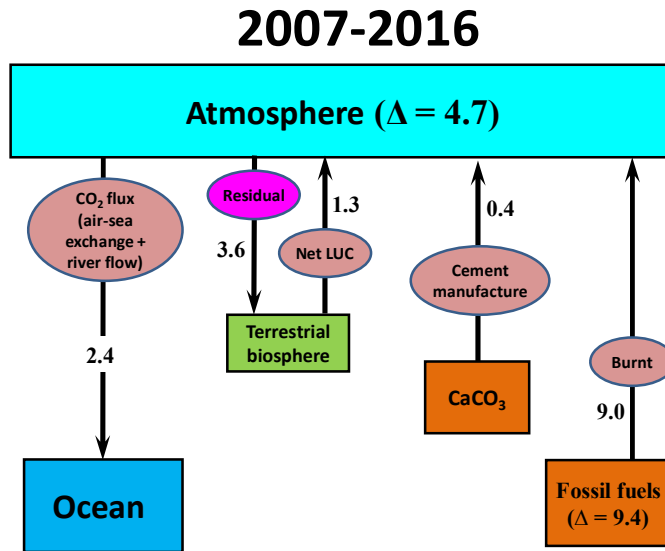 2007-2016
Atmosphere (Δ = 4.7)
CO₂ flux
(air-sea
exchange +
river flow)
2.4
Ocean
Residual
3.6
1.3
Net LUC
Terrestrial
biosphere
0.4
Cement
manufacture
CaCO₃
Burnt
9.0
Fossil fuels
(Δ = 9.4)